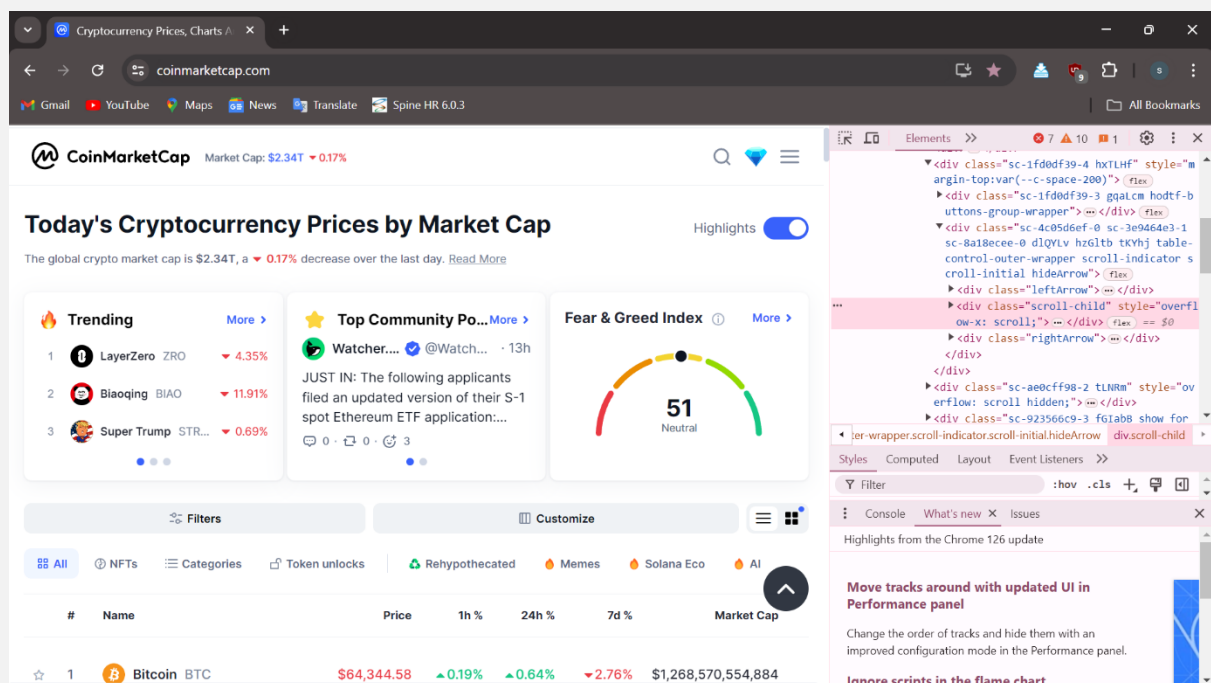 Cryptocurrency Prices, Charts A
coinmarketcap.com
9
S
Gmail YouTube Maps News Translate Spine HR 6.0.3 All Bookmarks
CoinMarketCap Market Cap: $2.34T 0.17%
Today's Cryptocurrency Prices by Market Cap
Highlights
The global crypto market cap is $2.34T, a 0.17% decrease over the last day. Read More
Trending More >
1 LayerZero ZRO 4.35%
2 Biaoqing BIAO 11.91%
3 Super Trump STR... 0.69%
Top Community Po... More >
Watcher.... @Watch... · 13h
JUST IN: The following applicants
filed an updated version of their S-1
spot Ethereum ETF application:...
0 · 0 · 3
Fear & Greed Index More >
51
Neutral
Filters
Customize
All NFTs Categories Token unlocks Rehypothecated Memes Solana Eco AI
# Name Price 1h % 24h % 7d % Market Cap
1 Bitcoin BTC $64,344.58 0.19% 0.64% 2.76% $1,268,570,554,884
Elements 7 10 1
<div class="sc-1fd0df39-4 hxTLHf" style="m
argin-top:var(--c-space-200)"> flex
<div class="sc-1fd0df39-3 gqaLcm hodtf-b
uttons-group-wrapper">…</div> flex
<div class="sc-4c05d6ef-0 sc-3e9464e3-1
sc-8a18ecee-0 dlQYLv hzGltb tKYhj table-
control-outer-wrapper scroll-indicator s
croll-initial hideArrow"> flex
<div class="leftArrow">…</div>
<div class="scroll-child" style="overfl
ow-x: scroll;">…</div> flex == $0
<div class="rightArrow">…</div>
</div>
</div>
<div class="sc-ae0cff98-2 tLNRm" style="ov
erflow: scroll hidden;">…</div>
<div class="sc-923566c9-3 fGIabB show for
ter-wrapper.scroll-indicator.scroll-initial.hideArrow div.scroll-child
Styles Computed Layout Event Listeners
Filter :hov .cls
Console What's new Issues
Highlights from the Chrome 126 update
Move tracks around with updated UI in
Performance panel
Change the order of tracks and hide them with an
improved configuration mode in the Performance panel.
Ignore scripts in the flame chart